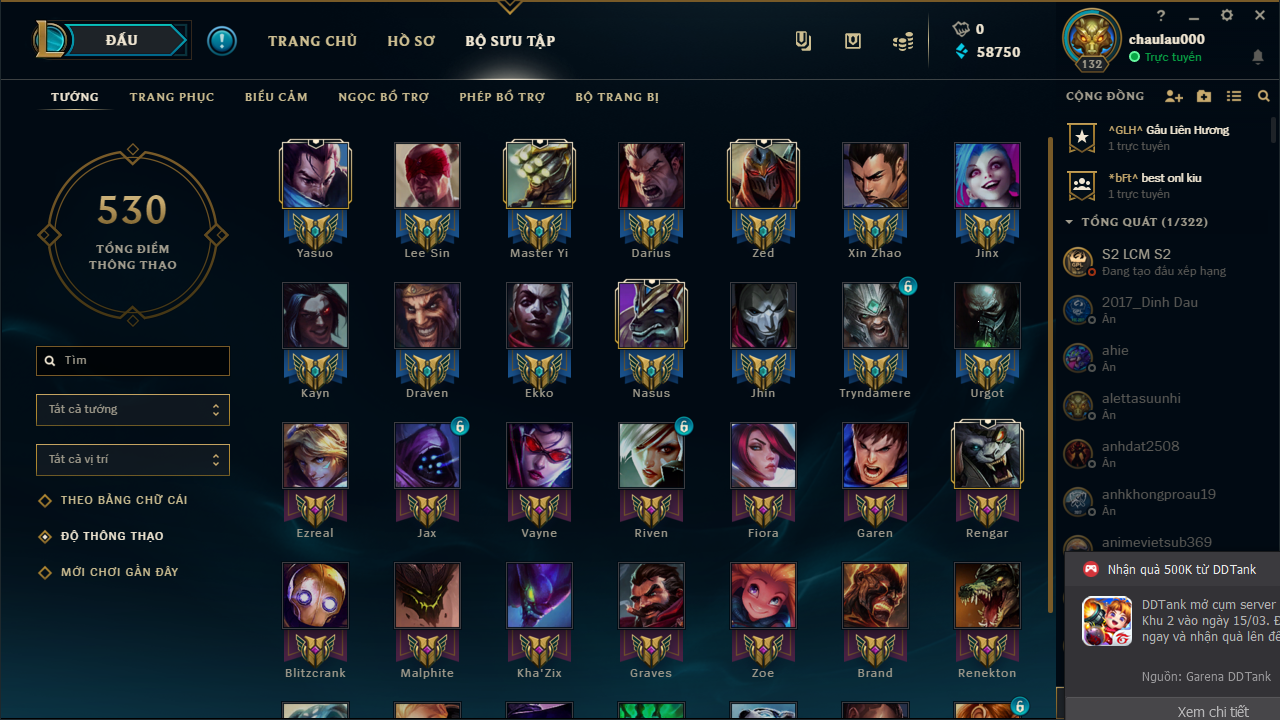 ĐẤU
!
TRANG CHỦ
HỒ SƠ
BỘ SƯU TẬP
0
58750
?
132
chaulau000
Trực tuyến
TƯỚNG
TRANG PHỤC
BIỂU CẢM
NGỌC BỔ TRỢ
PHÉP BỔ TRỢ
BỘ TRANG BỊ
CỘNG ĐỒNG
530
TỔNG ĐIỂM
THÔNG THẠO
Tìm
Tất cả tướng
Tất cả vị trí
THEO BẢNG CHỮ CÁI
ĐỘ THÔNG THẠO
MỚI CHƠI GẦN ĐÂY
Yasuo
Lee Sin
Master Yi
Darius
Zed
Xin Zhao
Jinx
6
Kayn
Draven
Ekko
Nasus
Jhin
Tryndamere
Urgot
6
6
Ezreal
Jax
Vayne
Riven
Fiora
Garen
Rengar
Blitzcrank
Malphite
Kha'Zix
Graves
Zoe
Brand
Renekton
6
^GLH^ Gấu Liên Hương
1 trực tuyến
*bFt^ best onl kiu
1 trực tuyến
TỔNG QUÁT (1/322)
S2 LCM S2
Đang tạo đấu xếp hạng
2017_Dinh Dau
Ẩn
ahie
Ẩn
alettasuunhi
Ẩn
anhdat2508
Ẩn
anhkhongproau19
Ẩn
animevietsub369
Nhận quà 500K từ DDTank
DDTank mở cụm server
Khu 2 vào ngày 15/03. Đ
ngay và nhận quà lên đế
Nguồn: Garena DDTank
Xem chi tiết